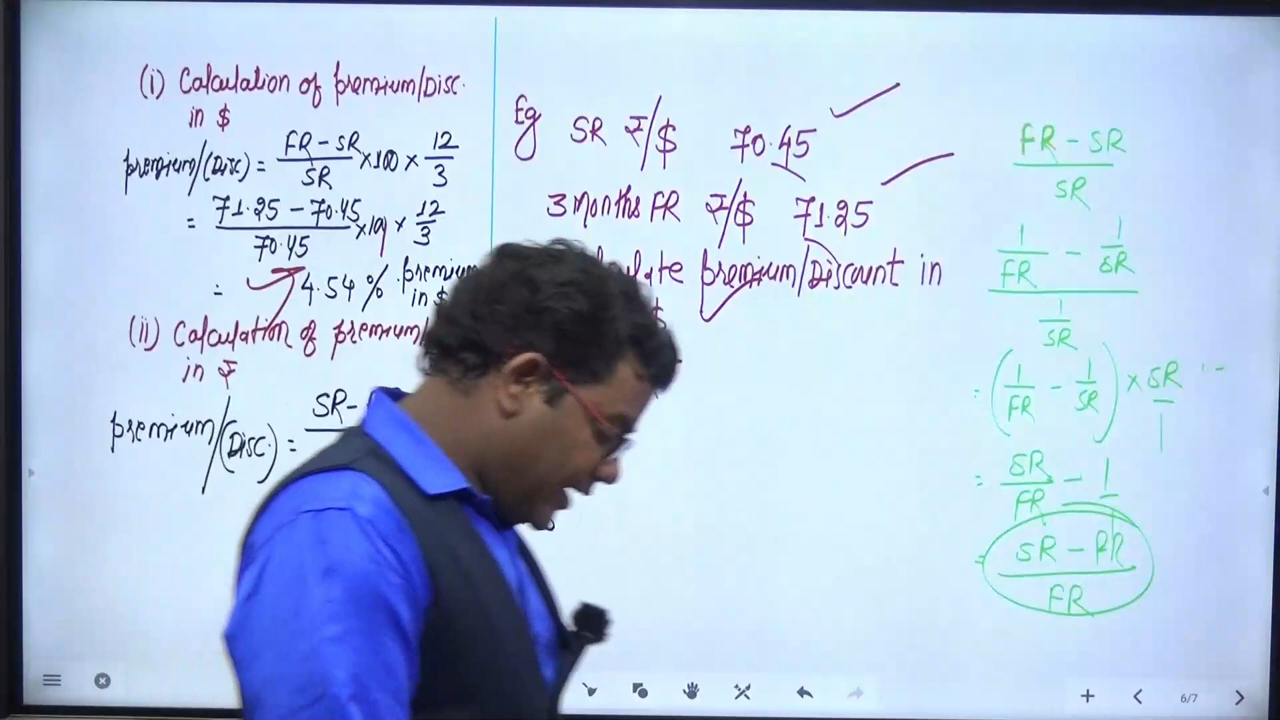 (i) Calculation of premium/Disc.
in $
premium/(Disc) = FR - SR / SR × 100 × 12/3
= 71.25 - 70.45 / 70.45 × 100 × 12/3
= 4.54 % premium
in $
(ii) Calculation of premium/
in ₹
premium/(Disc.) = SR -
Eg SR ₹/$ 70.45
3 months FR ₹/$ 71.25
premium/Discount in
$
FR - SR / SR
1/FR - 1/SR / 1/SR
= (1/FR - 1/SR) × SR/1
= SR/FR - 1
= SR - FR / FR
6/7